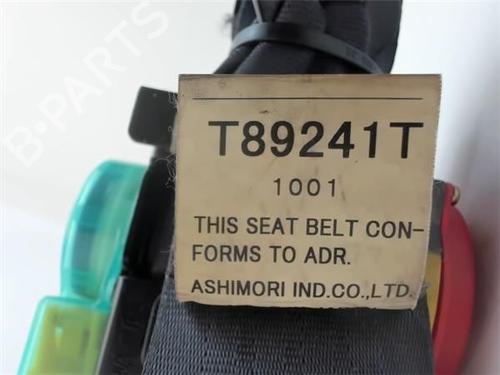 B-PARTS
T89241T
1001
THIS SEAT BELT CON-
FORMS TO ADR.
ASHIMORI IND.CO.,LTD.